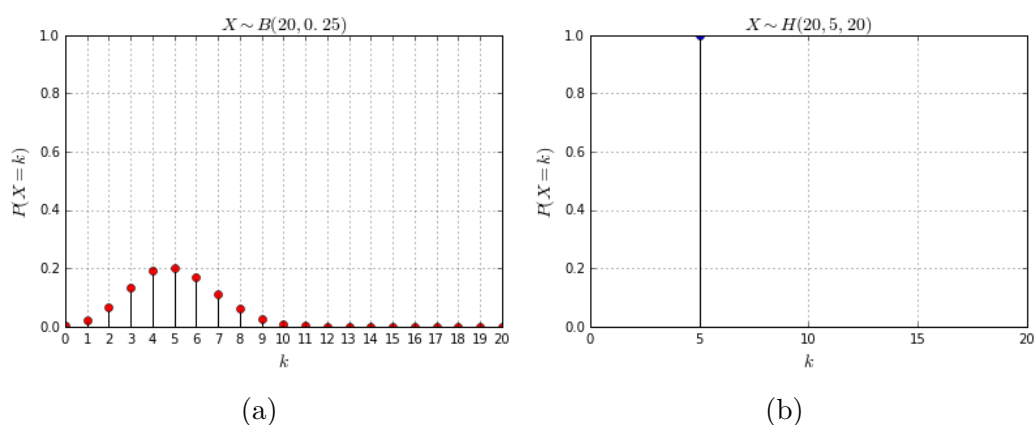 X ∼ B(20, 0.25)
1.0
0.8
0.6
0.4
0.2
0.0
P(X = k)
0 1 2 3 4 5 6 7 8 9 10 11 12 13 14 15 16 17 18 19 20
k
(a)
X ∼ H(20, 5, 20)
1.0
0.8
0.6
0.4
0.2
0.0
P(X = k)
0 5 10 15 20
k
(b)